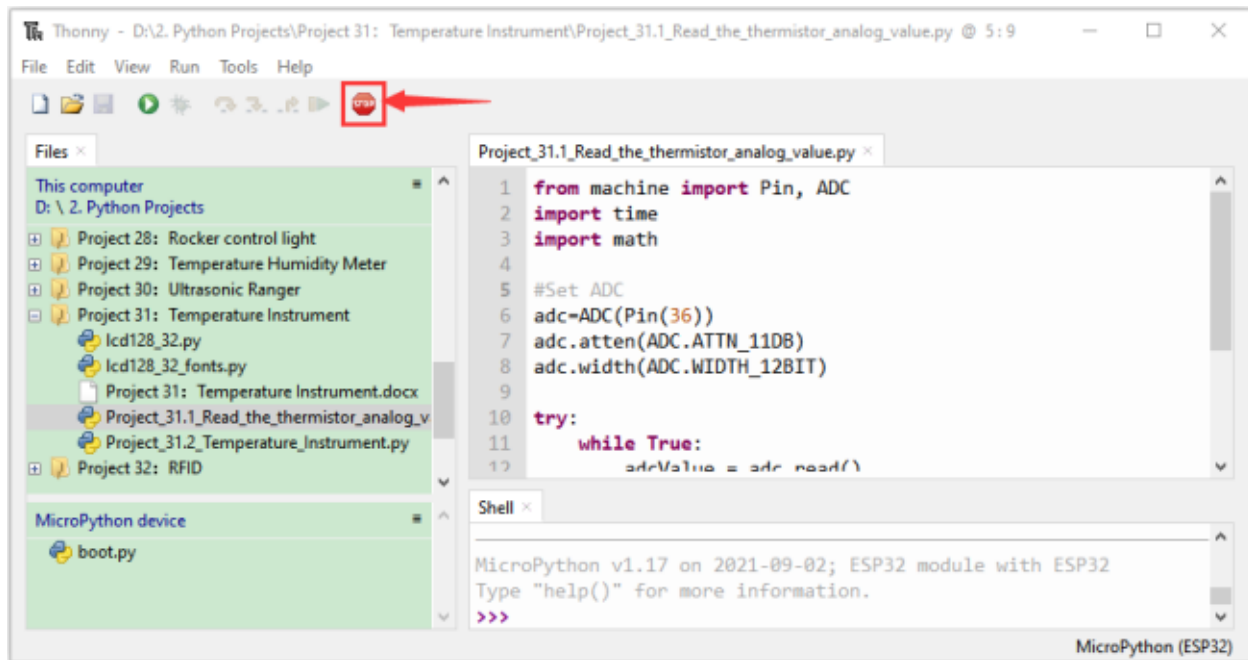 Thonny - D:\2. Python Projects\Project 31: Temperature Instrument\Project_31.1_Read_the_thermistor_analog_value.py @ 5:9
File Edit View Run Tools Help
STOP
Files
This computer
D: \ 2. Python Projects
Project 28: Rocker control light
Project 29: Temperature Humidity Meter
Project 30: Ultrasonic Ranger
Project 31: Temperature Instrument
lcd128_32.py
lcd128_32_fonts.py
Project 31: Temperature Instrument.docx
Project_31.1_Read_the_thermistor_analog_v
Project_31.2_Temperature_Instrument.py
Project 32: RFID
MicroPython device
boot.py
Project_31.1_Read_the_thermistor_analog_value.py
1 from machine import Pin, ADC
2 import time
3 import math
4
5 #Set ADC
6 adc=ADC(Pin(36))
7 adc.atten(ADC.ATTN_11DB)
8 adc.width(ADC.WIDTH_12BIT)
9
10 try:
11 while True:
12 adcValue = adc.read()
Shell
MicroPython v1.17 on 2021-09-02; ESP32 module with ESP32
Type "help()" for more information.
>>>
MicroPython (ESP32)